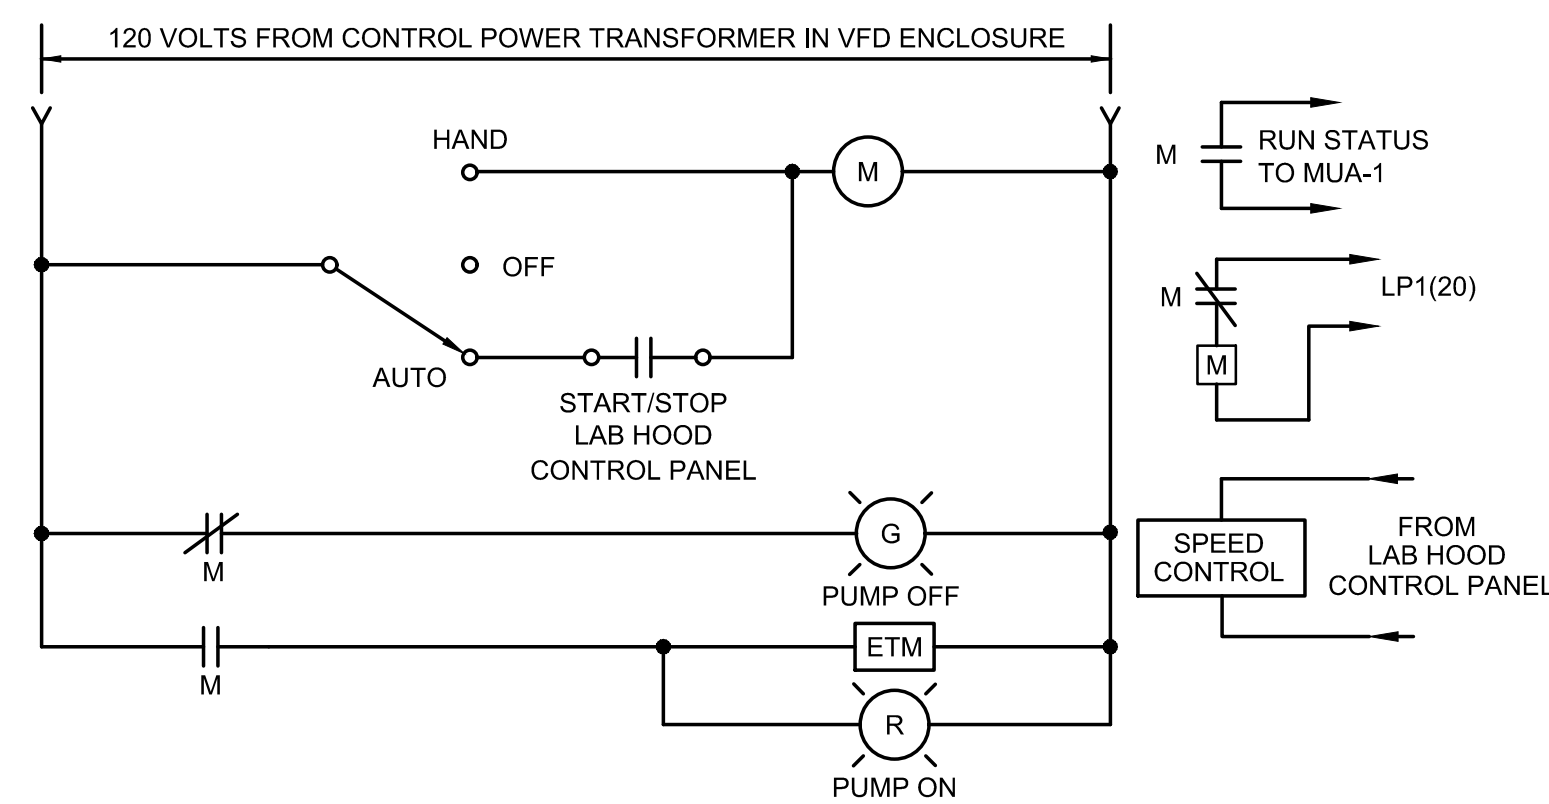 120 VOLTS FROM CONTROL POWER TRANSFORMER IN VFD ENCLOSURE
HAND
M
OFF
AUTO
START/STOP
LAB HOOD
CONTROL PANEL
M
G
PUMP OFF
M
ETM
R
PUMP ON
M
RUN STATUS
TO MUA-1
M
LP1(20)
M
SPEED
CONTROL
FROM
LAB HOOD
CONTROL PANEL